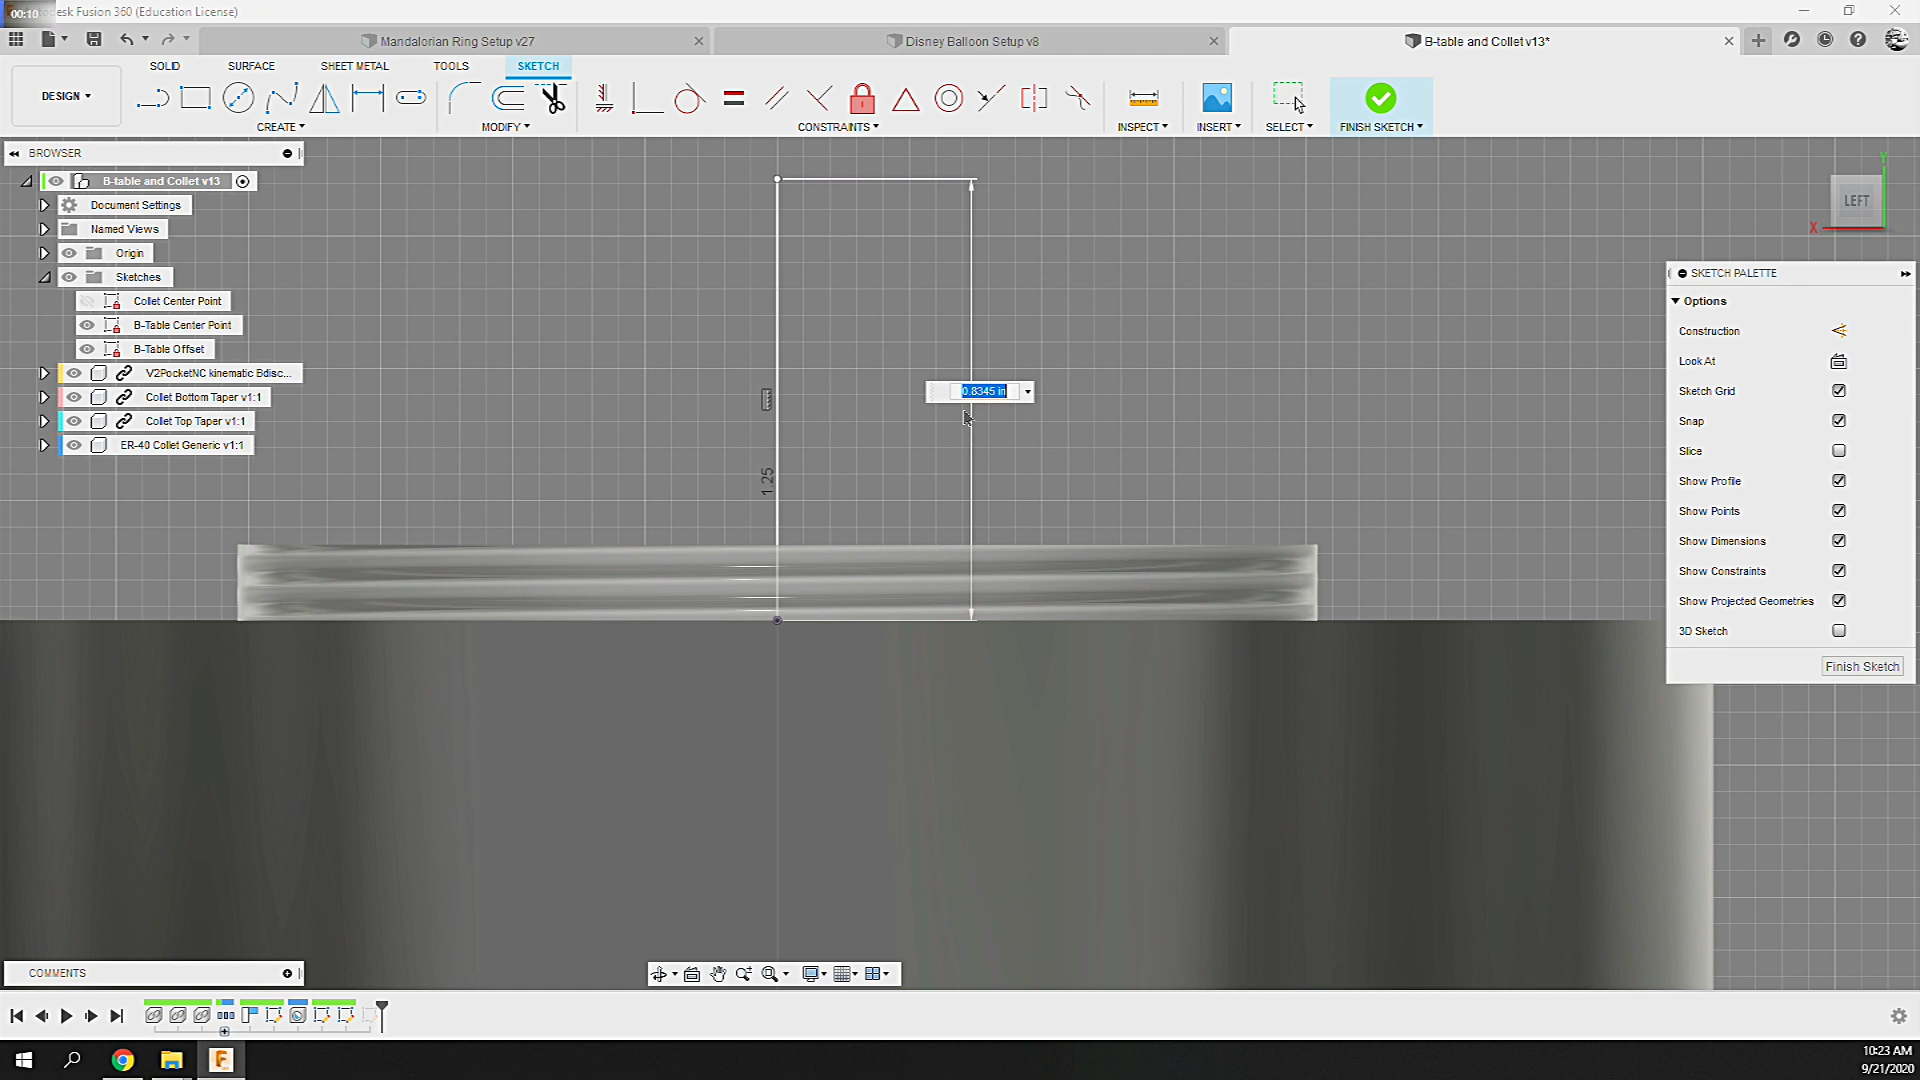 00:10
esk Fusion 360 (Education License)
Mandalorian Ring Setup v27
Disney Balloon Setup v8
B-table and Collet v13*
SOLID
SURFACE
SHEET METAL
TOOLS
SKETCH
DESIGN
CREATE
MODIFY
CONSTRAINTS
INSPECT
INSERT
SELECT
FINISH SKETCH
BROWSER
B-table and Collet v13
Document Settings
Named Views
Origin
Sketches
Collet Center Point
B-Table Center Point
B-Table Offset
V2PocketNC kinematic Bdisc...
Collet Bottom Taper v1:1
Collet Top Taper v1:1
ER-40 Collet Generic v1:1
0.8345 in
1.25
Y
LEFT
X
SKETCH PALETTE
Options
Construction
Look At
Sketch Grid
Snap
Slice
Show Profile
Show Points
Show Dimensions
Show Constraints
Show Projected Geometries
3D Sketch
Finish Sketch
COMMENTS
10:23 AM
9/21/2020